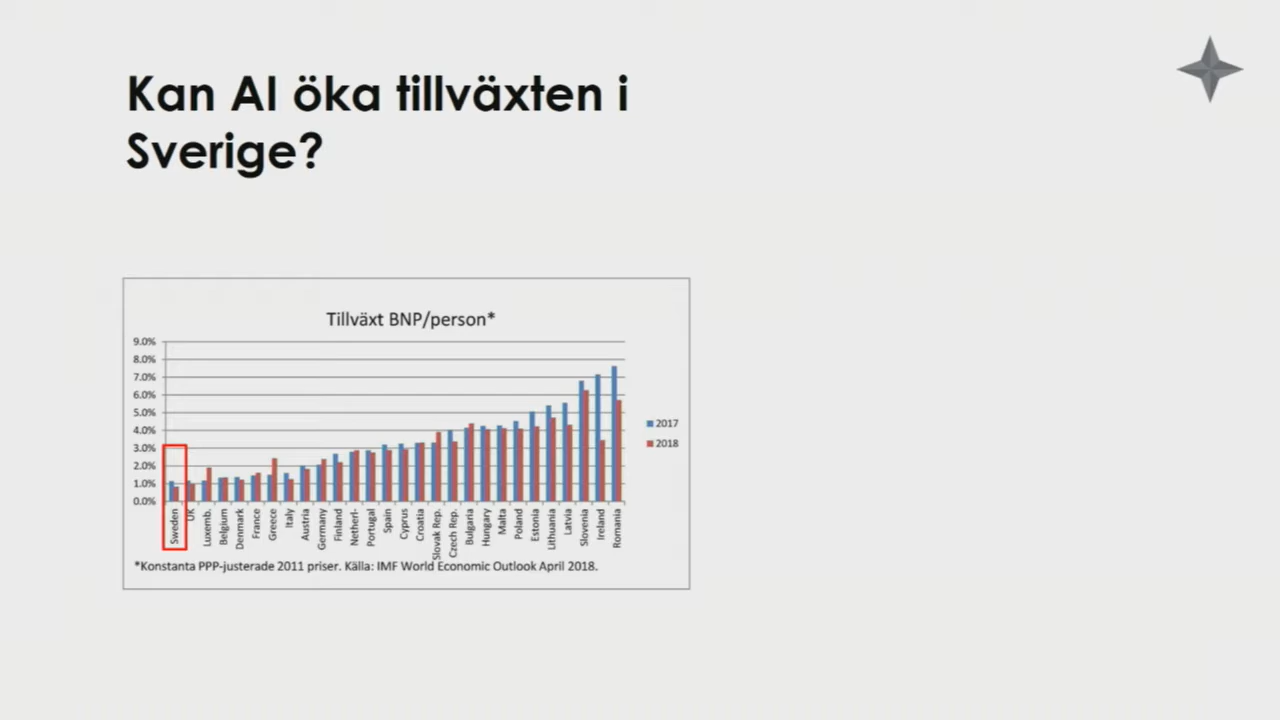 Kan AI öka tillväxten i
Sverige?
Tillväxt BNP/person*
9.0%
8.0%
7.0%
6.0%
5.0%
4.0%
3.0%
2.0%
1.0%
0.0%
2017
2018
Sweden
UK
Luxemb.
Belgium
Denmark
France
Greece
Italy
Austria
Germany
Finland
Netherl-
Portugal
Spain
Cyprus
Croatia
Slovak Rep.
Czech Rep.
Bulgaria
Hungary
Malta
Poland
Estonia
Lithuania
Latvia
Slovenia
Ireland
Romania
*Konstanta PPP-justerade 2011 priser. Källa: IMF World Economic Outlook April 2018.